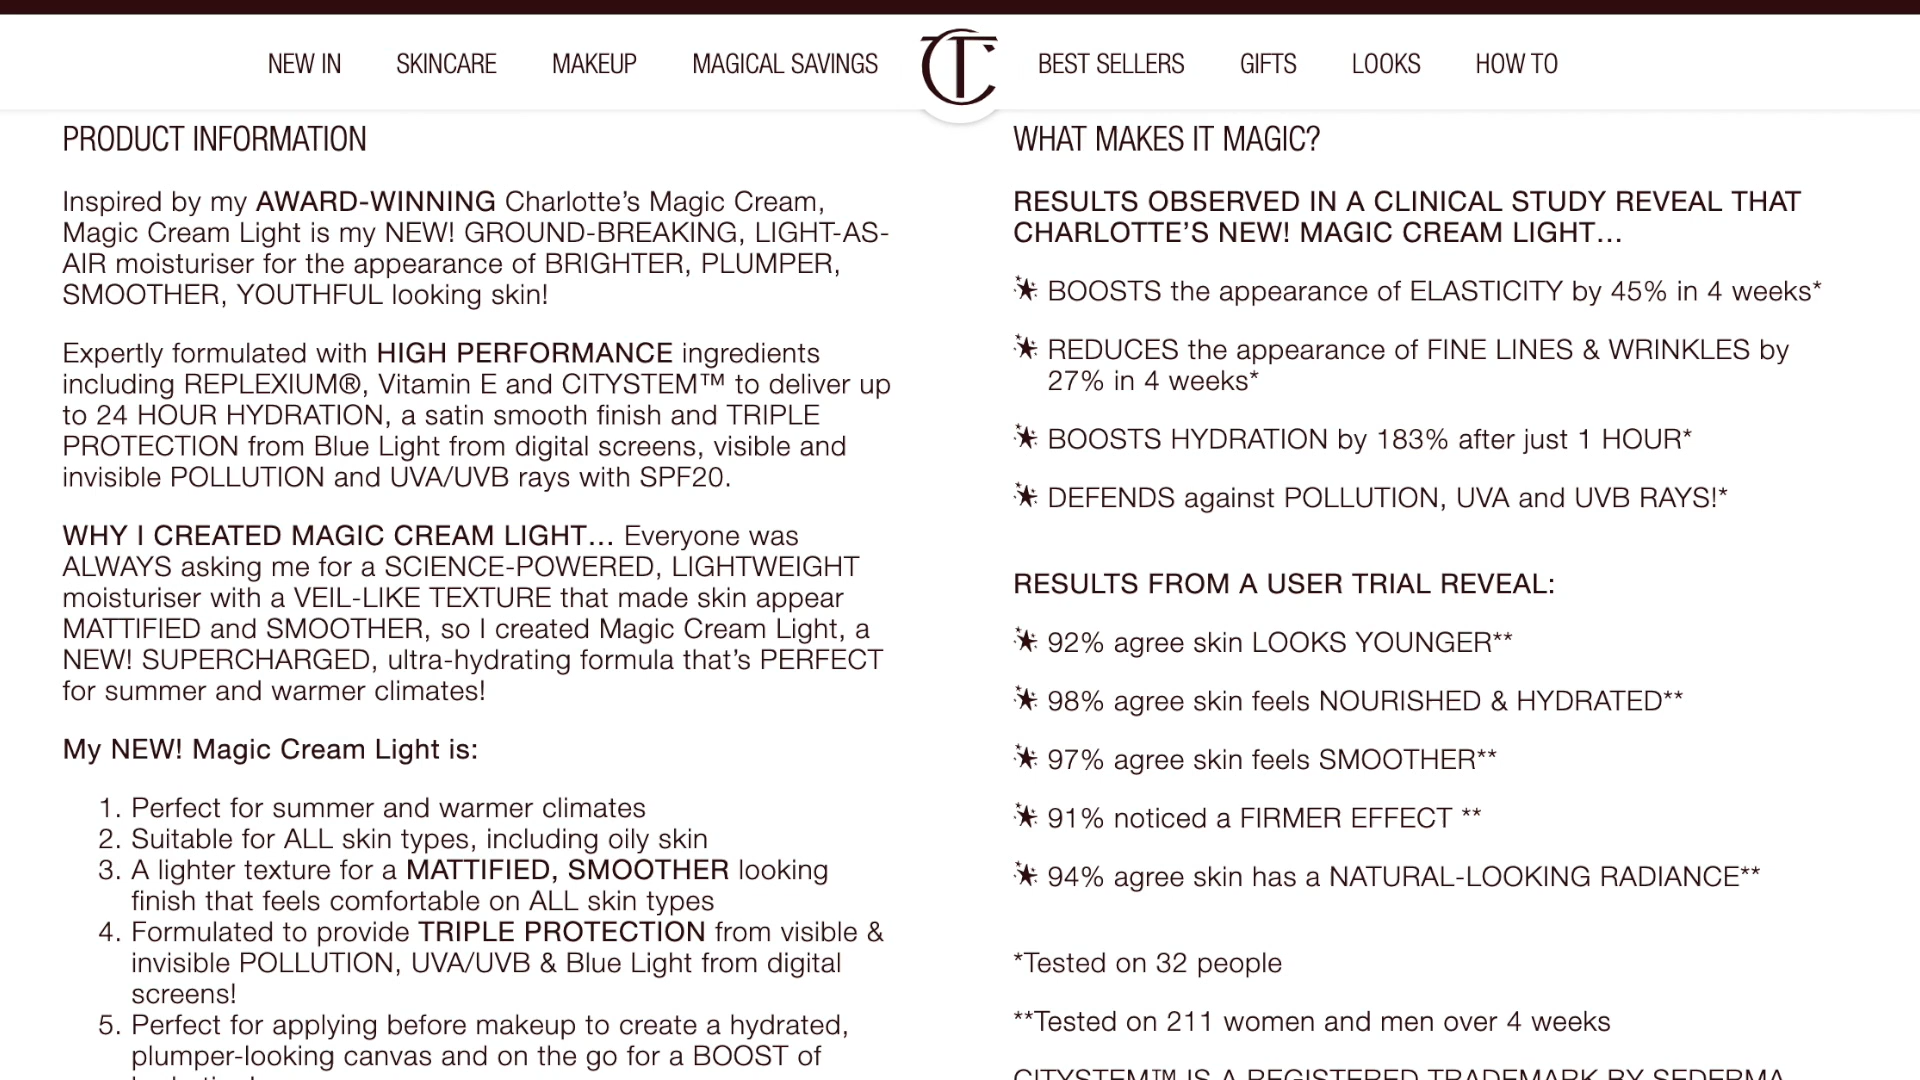 NEW IN SKINCARE MAKEUP MAGICAL SAVINGS BEST SELLERS GIFTS LOOKS HOW TO
PRODUCT INFORMATION
Inspired by my AWARD-WINNING Charlotte’s Magic Cream,
Magic Cream Light is my NEW! GROUND-BREAKING, LIGHT-AS-
AIR moisturiser for the appearance of BRIGHTER, PLUMPER,
SMOOTHER, YOUTHFUL looking skin!
Expertly formulated with HIGH PERFORMANCE ingredients
including REPLEXIUM®, Vitamin E and CITYSTEM™ to deliver up
to 24 HOUR HYDRATION, a satin smooth finish and TRIPLE
PROTECTION from Blue Light from digital screens, visible and
invisible POLLUTION and UVA/UVB rays with SPF20.
WHY I CREATED MAGIC CREAM LIGHT… Everyone was
ALWAYS asking me for a SCIENCE-POWERED, LIGHTWEIGHT
moisturiser with a VEIL-LIKE TEXTURE that made skin appear
MATTIFIED and SMOOTHER, so I created Magic Cream Light, a
NEW! SUPERCHARGED, ultra-hydrating formula that’s PERFECT
for summer and warmer climates!
My NEW! Magic Cream Light is:
1. Perfect for summer and warmer climates
2. Suitable for ALL skin types, including oily skin
3. A lighter texture for a MATTIFIED, SMOOTHER looking
finish that feels comfortable on ALL skin types
4. Formulated to provide TRIPLE PROTECTION from visible &
invisible POLLUTION, UVA/UVB & Blue Light from digital
screens!
5. Perfect for applying before makeup to create a hydrated,
plumper-looking canvas and on the go for a BOOST of
WHAT MAKES IT MAGIC?
RESULTS OBSERVED IN A CLINICAL STUDY REVEAL THAT
CHARLOTTE’S NEW! MAGIC CREAM LIGHT…
BOOSTS the appearance of ELASTICITY by 45% in 4 weeks*
REDUCES the appearance of FINE LINES & WRINKLES by
27% in 4 weeks*
BOOSTS HYDRATION by 183% after just 1 HOUR*
DEFENDS against POLLUTION, UVA and UVB RAYS!*
RESULTS FROM A USER TRIAL REVEAL:
92% agree skin LOOKS YOUNGER**
98% agree skin feels NOURISHED & HYDRATED**
97% agree skin feels SMOOTHER**
91% noticed a FIRMER EFFECT **
94% agree skin has a NATURAL-LOOKING RADIANCE**
*Tested on 32 people
**Tested on 211 women and men over 4 weeks
CITYSTEM™ IS A REGISTERED TRADEMARK BY SEDERMA